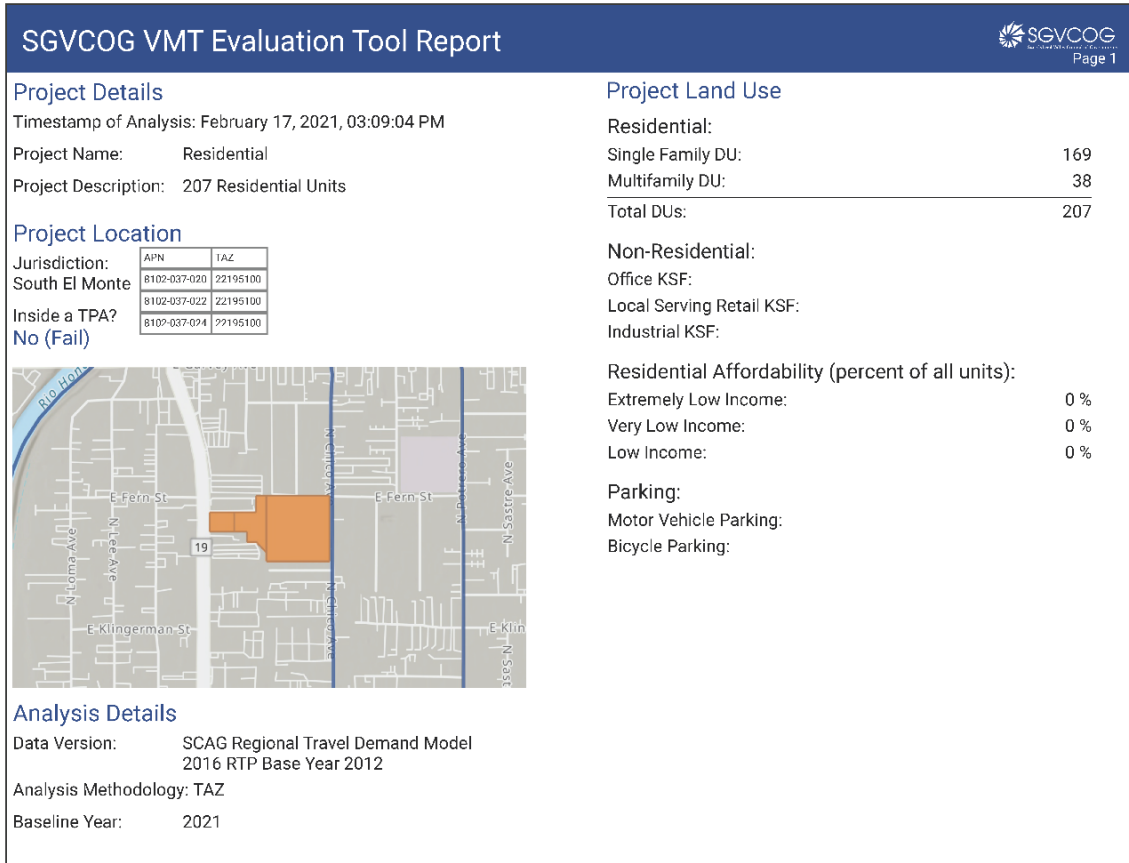 SGVCOG VMT Evaluation Tool Report
SGVCOG
Page 1
Project Details
Timestamp of Analysis: February 17, 2021, 03:09:04 PM
Project Name: Residential
Project Description: 207 Residential Units
Project Location
Jurisdiction:
South El Monte
Inside a TPA?
No (Fail)
APN TAZ
8102-037-020 22195100
8102-037-022 22195100
8102-037-024 22195100
Rio Hon
E Garvey Ave
E Fern St
E Fern St
N Loma Ave
N Lee Ave
19
N Chico Ave
N Chico Ave
N Potrero Ave
N Sastre Ave
E Klingerman St
E Klin
N Sast
Analysis Details
Data Version: SCAG Regional Travel Demand Model
2016 RTP Base Year 2012
Analysis Methodology: TAZ
Baseline Year: 2021
Project Land Use
Residential:
Single Family DU: 169
Multifamily DU: 38
Total DUs: 207
Non-Residential:
Office KSF:
Local Serving Retail KSF:
Industrial KSF:
Residential Affordability (percent of all units):
Extremely Low Income: 0 %
Very Low Income: 0 %
Low Income: 0 %
Parking:
Motor Vehicle Parking:
Bicycle Parking: